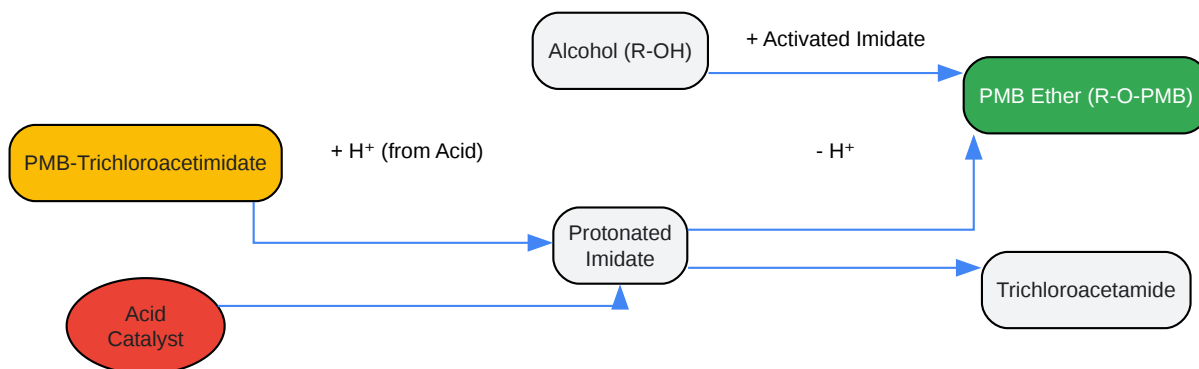 Alcohol (R-OH)
+ Activated Imidate
PMB Ether (R-O-PMB)
PMB-Trichloroacetimidate
+ H⁺ (from Acid)
- H⁺
Protonated
Imidate
Trichloroacetamide
Acid
Catalyst